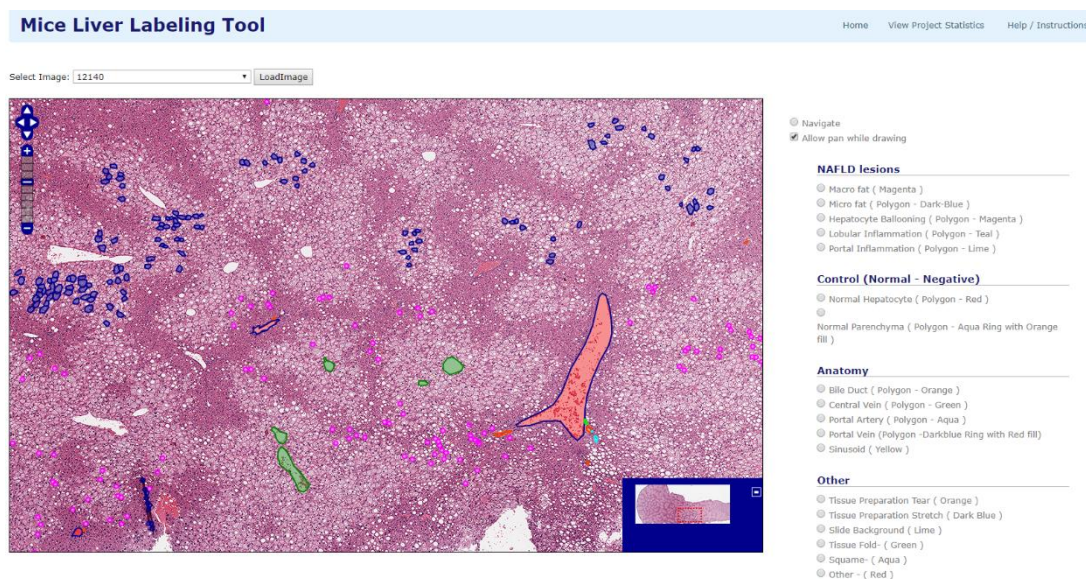 Mice Liver Labeling Tool
Home View Project Statistics Help / Instructions
Select Image: 12140 LoadImage
Navigate
Allow pan while drawing
NAFLD lesions
Macro fat ( Magenta )
Micro fat ( Polygon - Dark-Blue )
Hepatocyte Ballooning ( Polygon - Magenta )
Lobular Inflammation ( Polygon - Teal )
Portal Inflammation ( Polygon - Lime )
Control (Normal - Negative)
Normal Hepatocyte ( Polygon - Red )
Normal Parenchyma ( Polygon - Aqua Ring with Orange
fill )
Anatomy
Bile Duct ( Polygon - Orange )
Central Vein ( Polygon - Green )
Portal Artery ( Polygon - Aqua )
Portal Vein (Polygon -Darkblue Ring with Red fill)
Sinusoid ( Yellow )
Other
Tissue Preparation Tear ( Orange )
Tissue Preparation Stretch ( Dark Blue )
Slide Background ( Lime )
Tissue Fold- ( Green )
Squame- ( Aqua )
Other - ( Red )